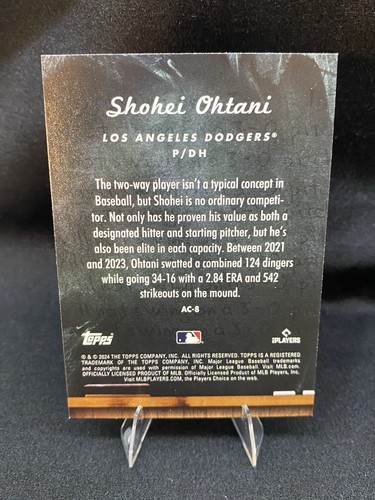 Shohei Ohtani
LOS ANGELES DODGERS®
P/DH
The two-way player isn't a typical concept in
Baseball, but Shohei is no ordinary competi-
tor. Not only has he proven his value as both a
designated hitter and starting pitcher, but he's
also been elite in each capacity. Between 2021
and 2023, Ohtani swatted a combined 124 dingers
while going 34-16 with a 2.84 ERA and 542
strikeouts on the mound.
AC-8
Topps
PLAYERS
® & © 2024 THE TOPPS COMPANY, INC. ALL RIGHTS RESERVED. TOPPS IS A REGISTERED
TRADEMARK OF THE TOPPS COMPANY, INC. Major League Baseball trademarks
and copyrights are used with permission of Major League Baseball. Visit MLB.com.
OFFICIALLY LICENSED PRODUCT OF MLB Players, Inc.
Visit MLBPLAYERS.COM, the Players Choice on the web.